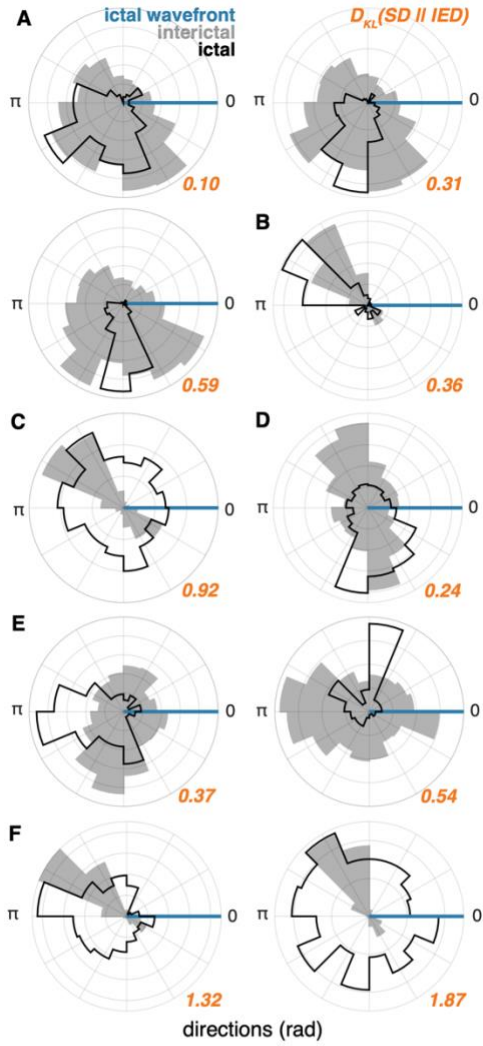 A
ictal wavefront
interictal
ictal
D_KL(SD || IED)
π
0
0.10
π
0
0.31
π
0
0.59
B
π
0
0.36
C
π
0
0.92
D
π
0
0.24
E
π
0
0.37
π
0
0.54
F
π
0
1.32
π
0
1.87
directions (rad)